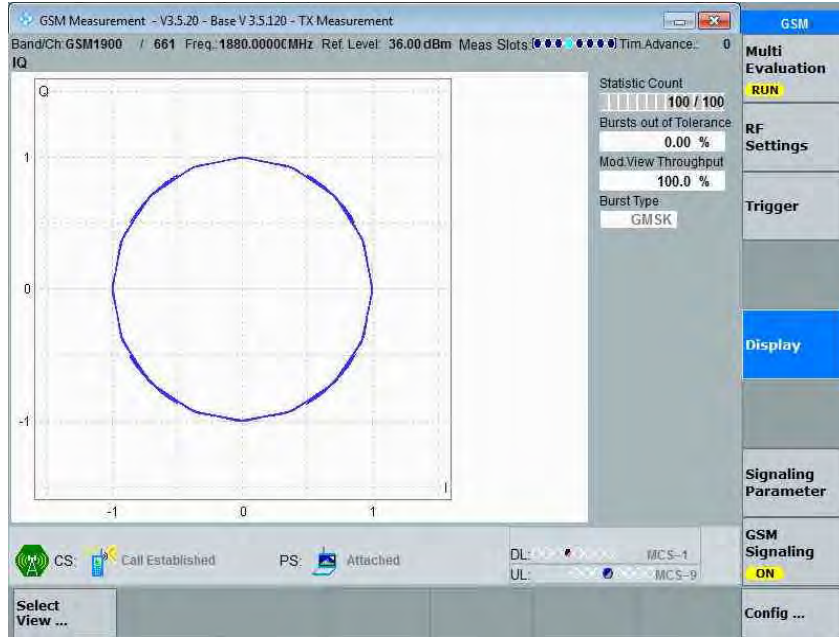 GSM Measurement - V3.5.20 - Base V 3.5.120 - TX Measurement
GSM
Band/Ch:GSM1900 / 661 Freq.:1880.00000MHz Ref. Level: 36.00 dBm Meas Slots: Tim.Advance.: 0
IQ
Multi
Evaluation
RUN
Q
1
0
-1
-1 0 1
I
Statistic Count
100 / 100
Bursts out of Tolerance
0.00 %
Mod.View Throughput
100.0 %
Burst Type
GMSK
RF
Settings
Trigger
Display
Signaling
Parameter
GSM
Signaling
ON
CS: Call Established PS: Attached
DL: MCS-1
UL: MCS-9
Select
View ...
Config ...